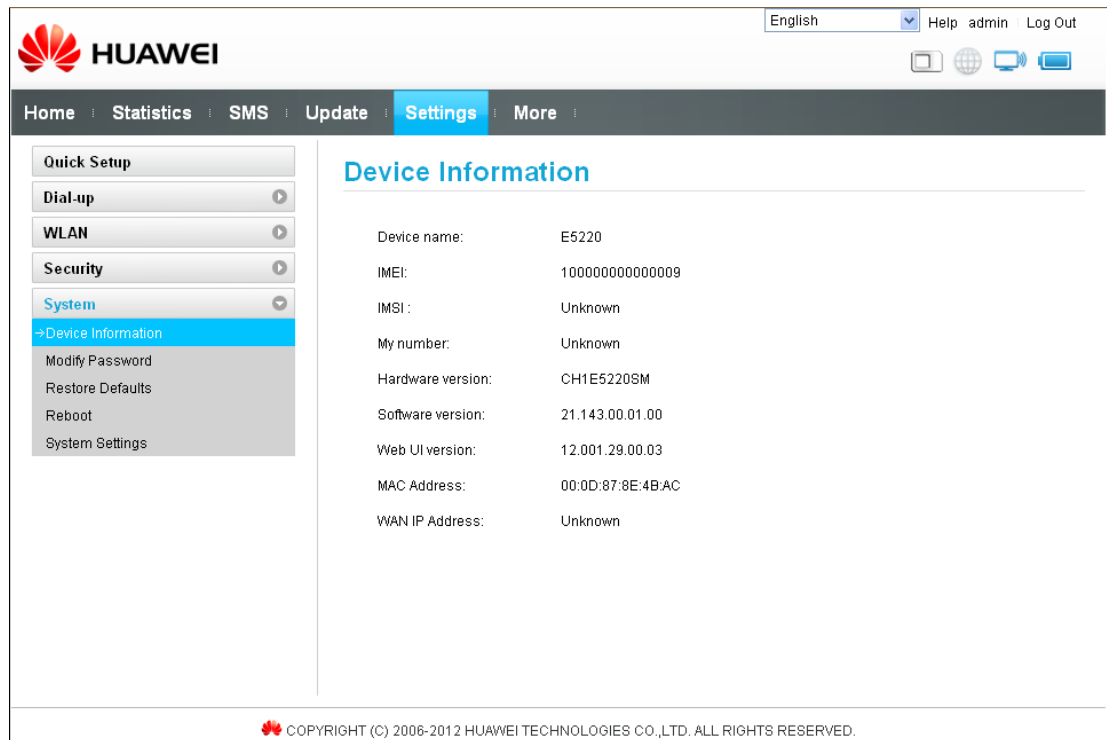 English Help admin Log Out
HUAWEI
Home Statistics SMS Update Settings More
Quick Setup
Dial-up
WLAN
Security
System
→Device Information
Modify Password
Restore Defaults
Reboot
System Settings
Device Information
Device name: E5220
IMEI: 100000000000009
IMSI : Unknown
My number: Unknown
Hardware version: CH1E5220SM
Software version: 21.143.00.01.00
Web UI version: 12.001.29.00.03
MAC Address: 00:0D:87:8E:4B:AC
WAN IP Address: Unknown
COPYRIGHT (C) 2006-2012 HUAWEI TECHNOLOGIES CO.,LTD. ALL RIGHTS RESERVED.